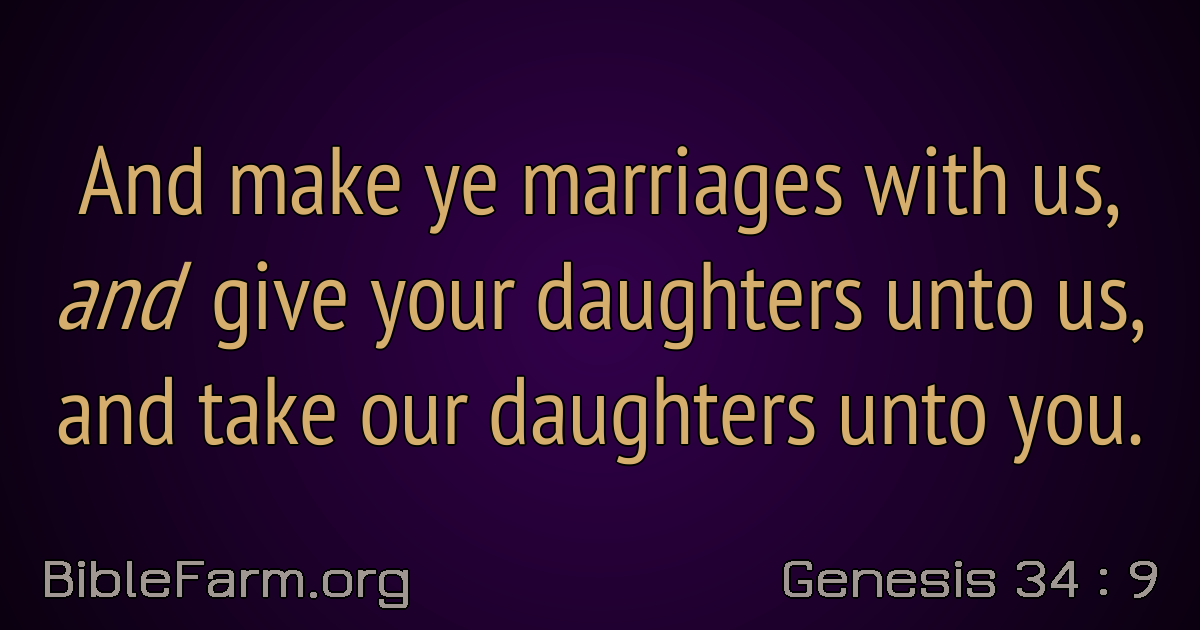 And make ye marriages with us,
and give your daughters unto us,
and take our daughters unto you.
BibleFarm.org
Genesis 34 : 9